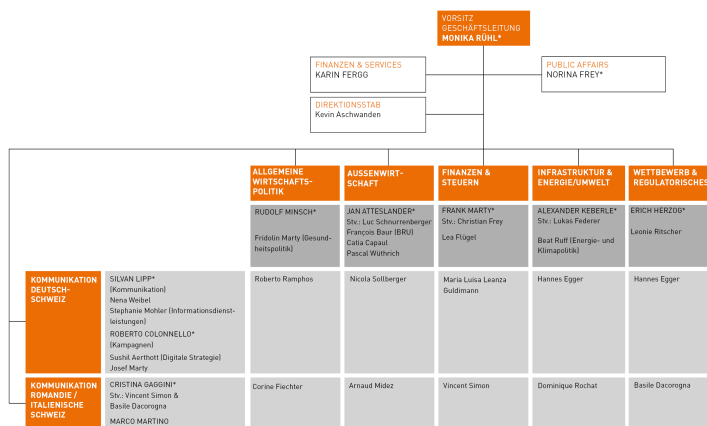 VORSITZ
GESCHÄFTSLEITUNG
MONIKA RÜHL*
FINANZEN & SERVICES
KARIN FERGG
PUBLIC AFFAIRS
NORINA FREY*
DIREKTIONSSTAB
Kevin Aschwanden
ALLGEMEINE
WIRTSCHAFTS-
POLITIK
RUDOLF MINSCH*
Fridolin Marty (Gesund-
heitspolitik)
AUSSENWIRT-
SCHAFT
JAN ATTESLANDER*
Stv.: Luc Schnurrenberger
François Baur (BRU)
Catia Capaul
Pascal Wüthrich
FINANZEN &
STEUERN
FRANK MARTY*
Stv.: Christian Frey
Lea Flügel
INFRASTRUKTUR &
ENERGIE/UMWELT
ALEXANDER KEBERLE*
Stv.: Lukas Federer
Beat Ruff (Energie- und
Klimapolitik)
WETTBEWERB &
REGULATORISCHES
ERICH HERZOG*
Leonie Ritscher
KOMMUNIKATION
DEUTSCH-
SCHWEIZ
SILVAN LIPP*
(Kommunikation)
Nena Weibel
Stephanie Mohler (Informationsdienst-
leistungen)
ROBERTO COLONNELLO*
(Kampagnen)
Sushil Aerthott (Digitale Strategie)
Josef Marty
Roberto Ramphos
Nicola Sollberger
Maria Luisa Leanza
Guldimann
Hannes Egger
Hannes Egger
KOMMUNIKATION
ROMANDIE /
ITALIENISCHE
SCHWEIZ
CRISTINA GAGGINI*
Stv.: Vincent Simon &
Basile Dacorogna
MARCO MARTINO
Corine Fiechter
Arnaud Midez
Vincent Simon
Dominique Rochat
Basile Dacorogna